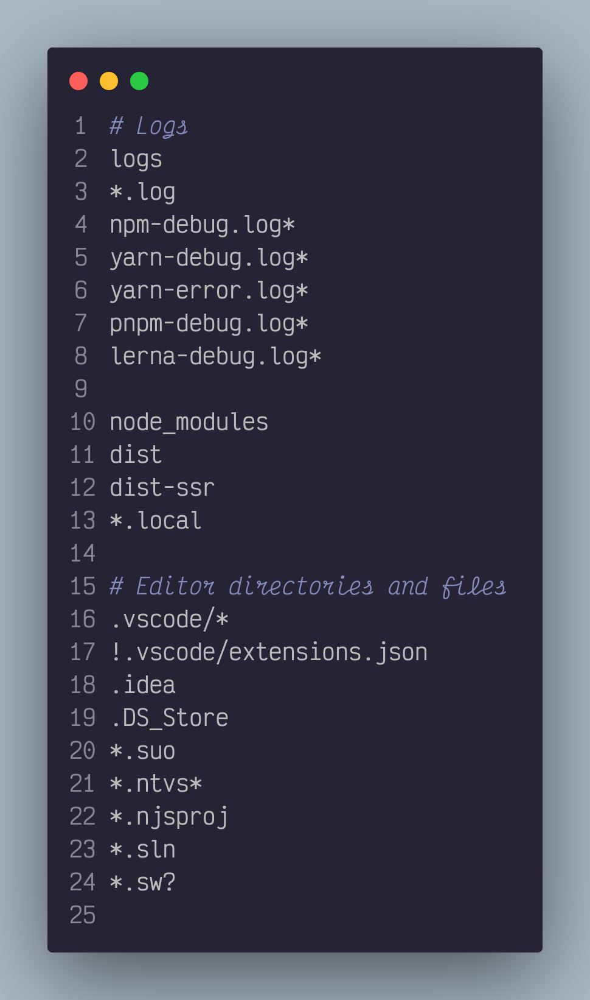 1 # Logs
2 logs
3 *.log
4 npm-debug.log*
5 yarn-debug.log*
6 yarn-error.log*
7 pnpm-debug.log*
8 lerna-debug.log*
9
10 node_modules
11 dist
12 dist-ssr
13 *.local
14
15 # Editor directories and files
16 .vscode/*
17 !.vscode/extensions.json
18 .idea
19 .DS_Store
20 *.suo
21 *.ntvs*
22 *.njsproj
23 *.sln
24 *.sw?
25